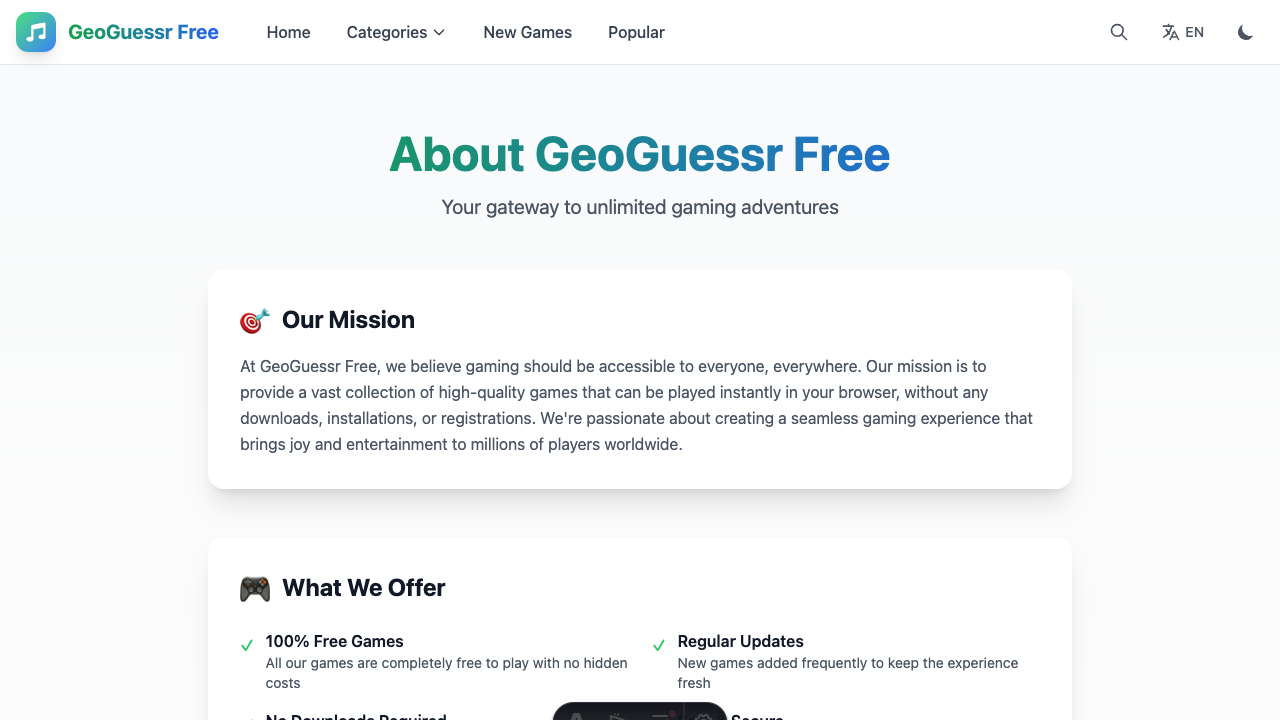 GeoGuessr Free
Home
Categories
New Games
Popular
EN
About GeoGuessr Free
Your gateway to unlimited gaming adventures
Our Mission
At GeoGuessr Free, we believe gaming should be accessible to everyone, everywhere. Our mission is to
provide a vast collection of high-quality games that can be played instantly in your browser, without any
downloads, installations, or registrations. We're passionate about creating a seamless gaming experience that
brings joy and entertainment to millions of players worldwide.
What We Offer
100% Free Games
All our games are completely free to play with no hidden
costs
Regular Updates
New games added frequently to keep the experience
fresh
No Downloads Required
Secure